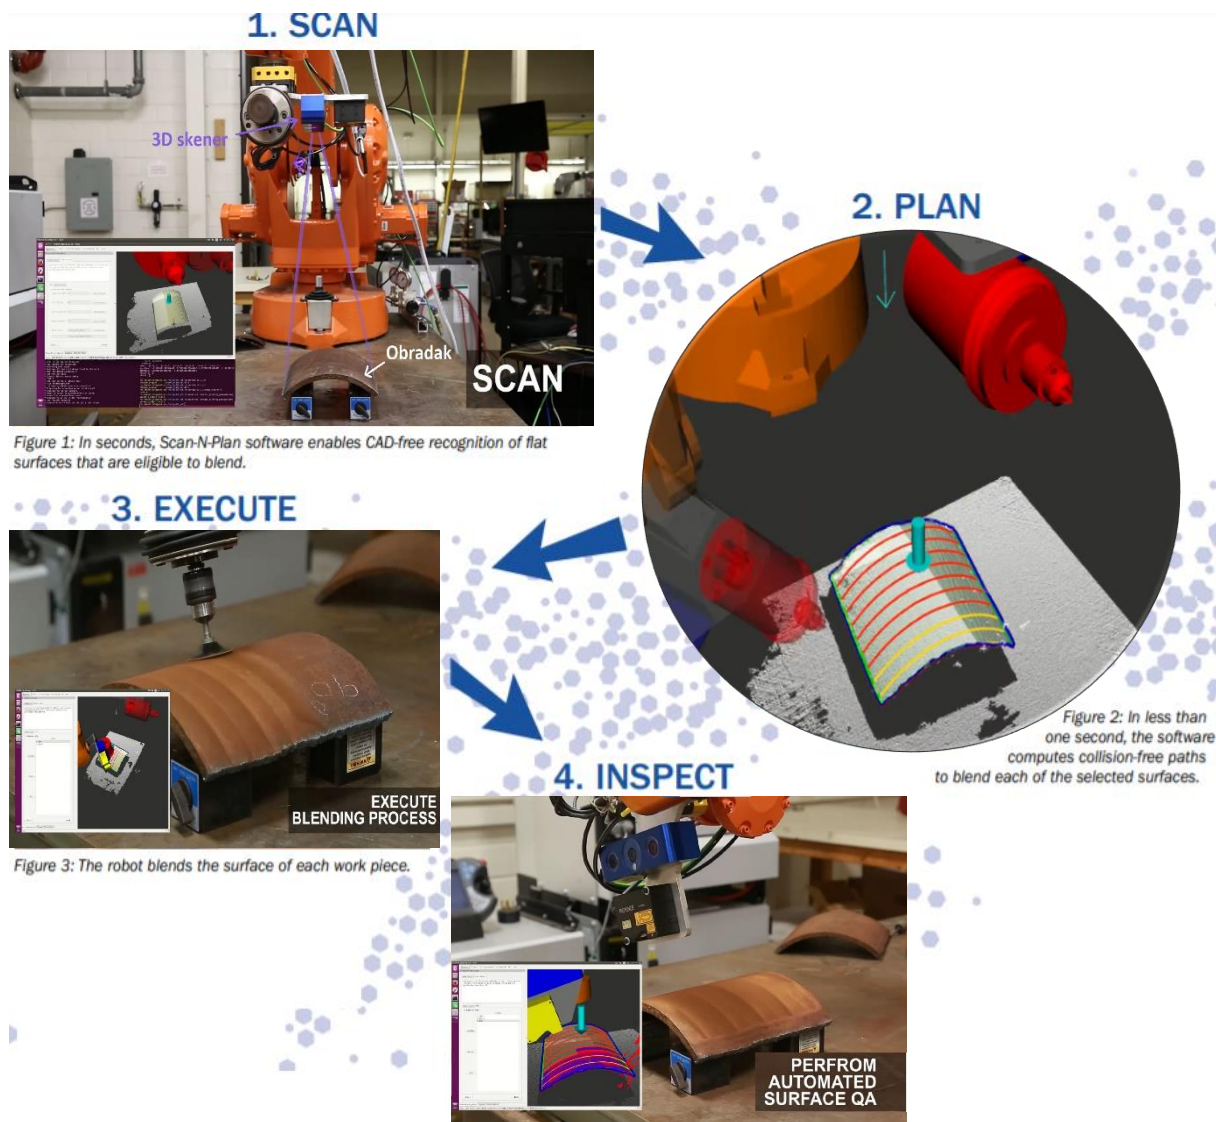 1. SCAN
3D skener
Obradak
SCAN
Figure 1: In seconds, Scan-N-Plan software enables CAD-free recognition of flat
surfaces that are eligible to blend.
2. PLAN
Figure 2: In less than
one second, the software
computes collision-free paths
to blend each of the selected surfaces.
3. EXECUTE
EXECUTE
BLENDING PROCESS
Figure 3: The robot blends the surface of each work piece.
4. INSPECT
PERFROM
AUTOMATED
SURFACE QA